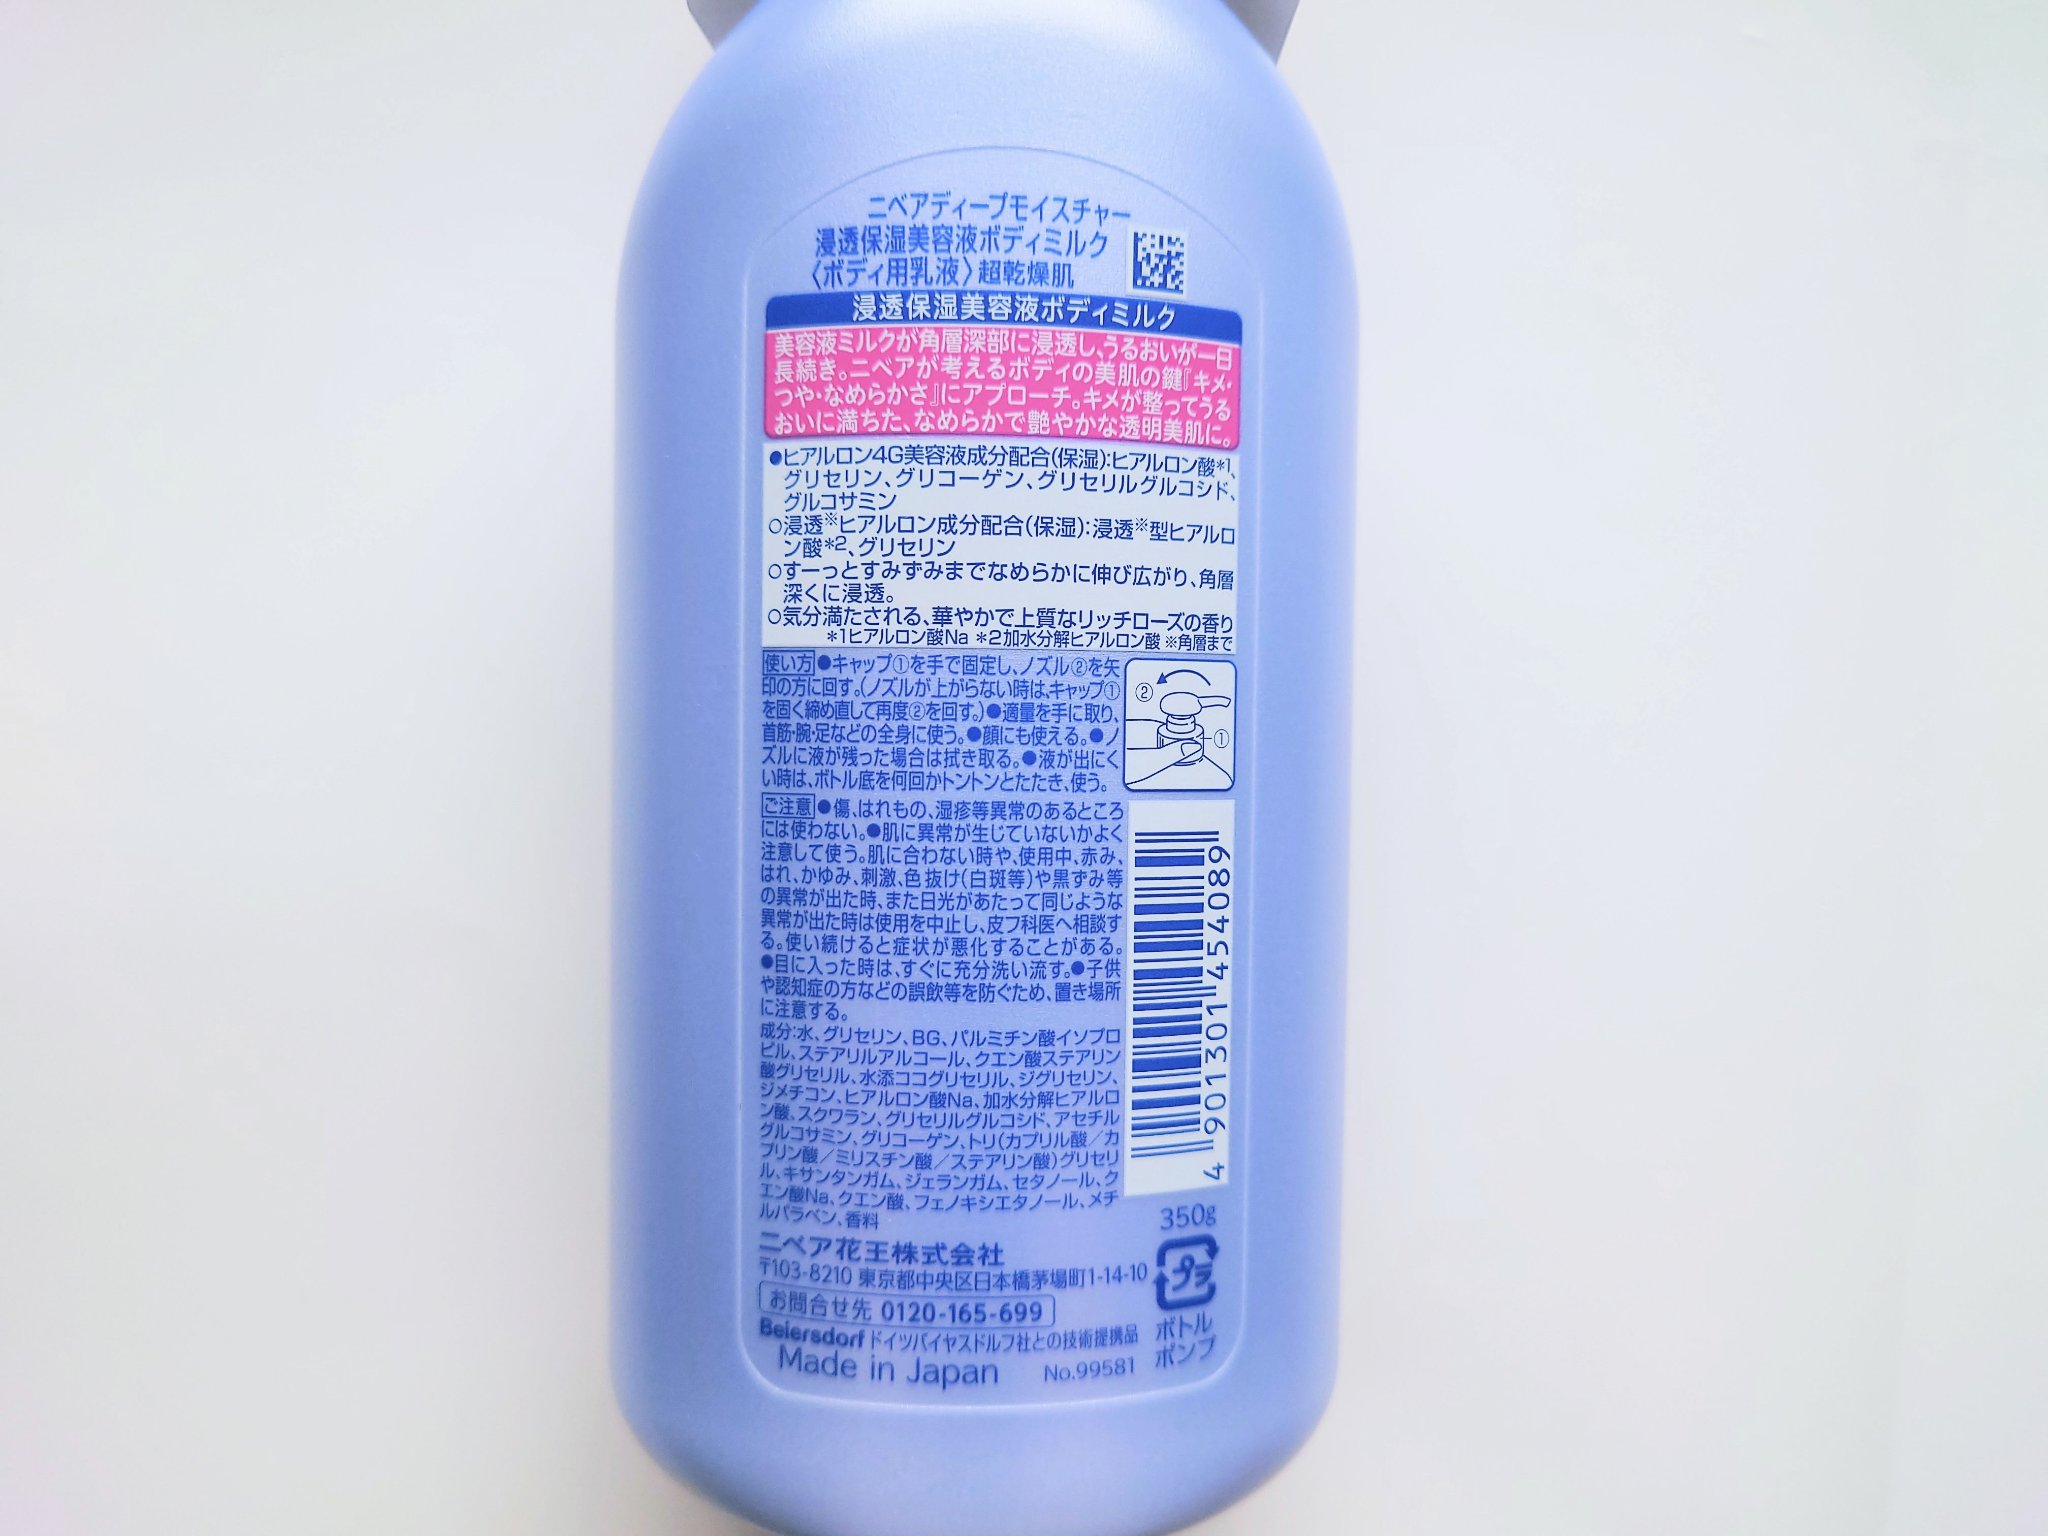 ニベアディープモイスチャー
浸透保湿美容液ボディミルク
〈ボディ用乳液〉超乾燥肌
浸透保湿美容液ボディミルク
美容液ミルクが角層深部に浸透し、うるおいが一日
長続き。ニベアが考えるボディの美肌の鍵『キメ・
つや・なめらかさ』にアプローチ。キメが整ってうる
おいに満ちた、なめらかで艶やかな透明美肌に。
●ヒアルロン4G美容液成分配合(保湿):ヒアルロン酸*1、
グリセリン、グリコーゲン、グリセリルグルコシド、
グルコサミン
○浸透※ヒアルロン成分配合(保湿):浸透※型ヒアルロ
ン酸*2、グリセリン
○すーっとすみずみまでなめらかに伸び広がり、角層
深くに浸透。
○気分満たされる、華やかで上質なリッチローズの香り
*1ヒアルロン酸Na *2加水分解ヒアルロン酸 ※角層まで
使い方 ●キャップ①を手で固定し、ノズル②を矢
印の方に回す。(ノズルが上がらない時は、キャップ①
を固く締め直して再度②を回す。)●適量を手に取り、
首筋・腕・足などの全身に使う。●顔にも使える。●ノ
ズルに液が残った場合は拭き取る。●液が出にく
い時は、ボトル底を何回かトントンとたたき、使う。
②
①
ご注意 ●傷、はれもの、湿疹等異常のあるところ
には使わない。●肌に異常が生じていないかよく
注意して使う。肌に合わない時や、使用中、赤み、
はれ、かゆみ、刺激、色抜け(白斑等)や黒ずみ等
の異常が出た時、また日光があたって同じような
異常が出た時は使用を中止し、皮フ科医へ相談す
る。使い続けると症状が悪化することがある。
●目に入った時は、すぐに充分洗い流す。●子供
や認知症の方などの誤飲等を防ぐため、置き場所
に注意する。
成分:水、グリセリン、BG、パルミチン酸イソプロ
ピル、ステアリルアルコール、クエン酸ステアリン
酸グリセリル、水添ココグリセリル、ジグリセリン、
ジメチコン、ヒアルロン酸Na、加水分解ヒアルロ
ン酸、スクワラン、グリセリルグルコシド、アセチル
グルコサミン、グリコーゲン、トリ(カプリル酸／カ
プリン酸／ミリスチン酸／ステアリン酸)グリセリ
ル、キサンタンガム、ジェランガム、セタノール、ク
エン酸Na、クエン酸、フェノキシエタノール、メチ
ルパラベン、香料
4 901301 454089
350g
ニベア花王株式会社
〒103-8210 東京都中央区日本橋茅場町1-14-10
お問合せ先 0120-165-699
Beiersdorf ドイツバイヤスドルフ社との技術提携品
Made in Japan
No.99581
プラ
ボトル
ポンプ